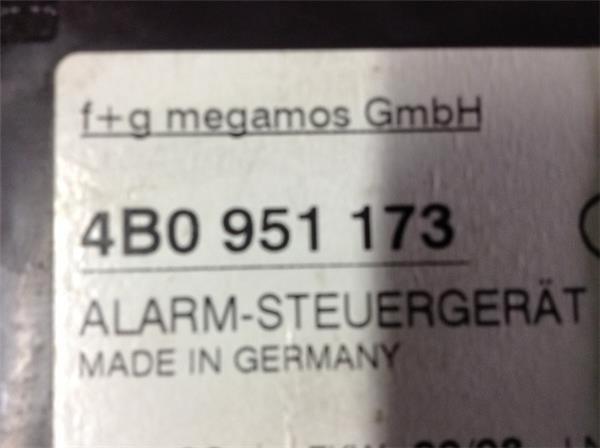 f+g megamos GmbH
4B0 951 173
ALARM-STEUERGERÄT
MADE IN GERMANY